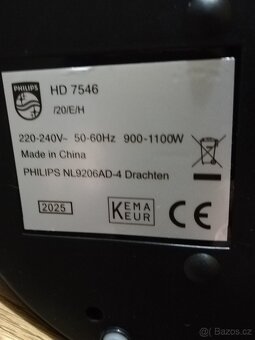 PHILIPS
HD 7546
/20/E/H
220-240V~ 50-60Hz 900-1100W
Made in China
PHILIPS NL9206AD-4 Drachten
2025
KEMA
KEUR
CE
Bazoš.cz